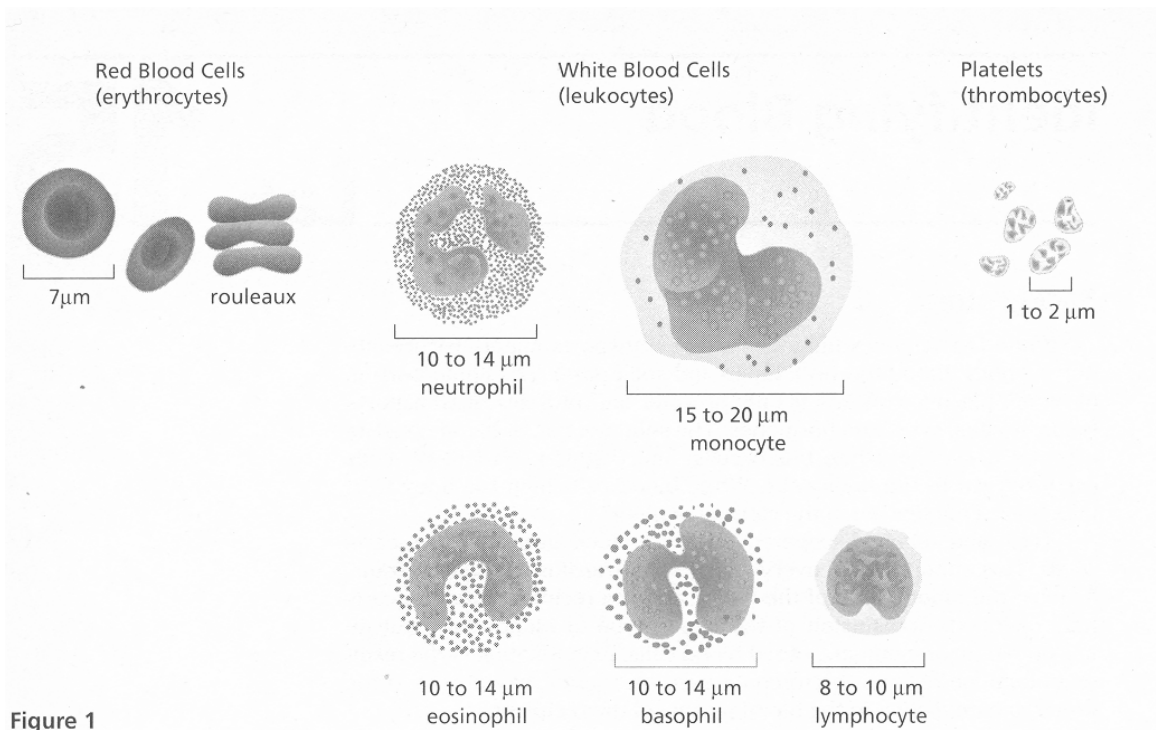 Red Blood Cells
(erythrocytes)
White Blood Cells
(leukocytes)
Platelets
(thrombocytes)
7μm
rouleaux
10 to 14 μm
neutrophil
15 to 20 μm
monocyte
1 to 2 μm
10 to 14 μm
eosinophil
10 to 14 μm
basophil
8 to 10 μm
lymphocyte
Figure 1